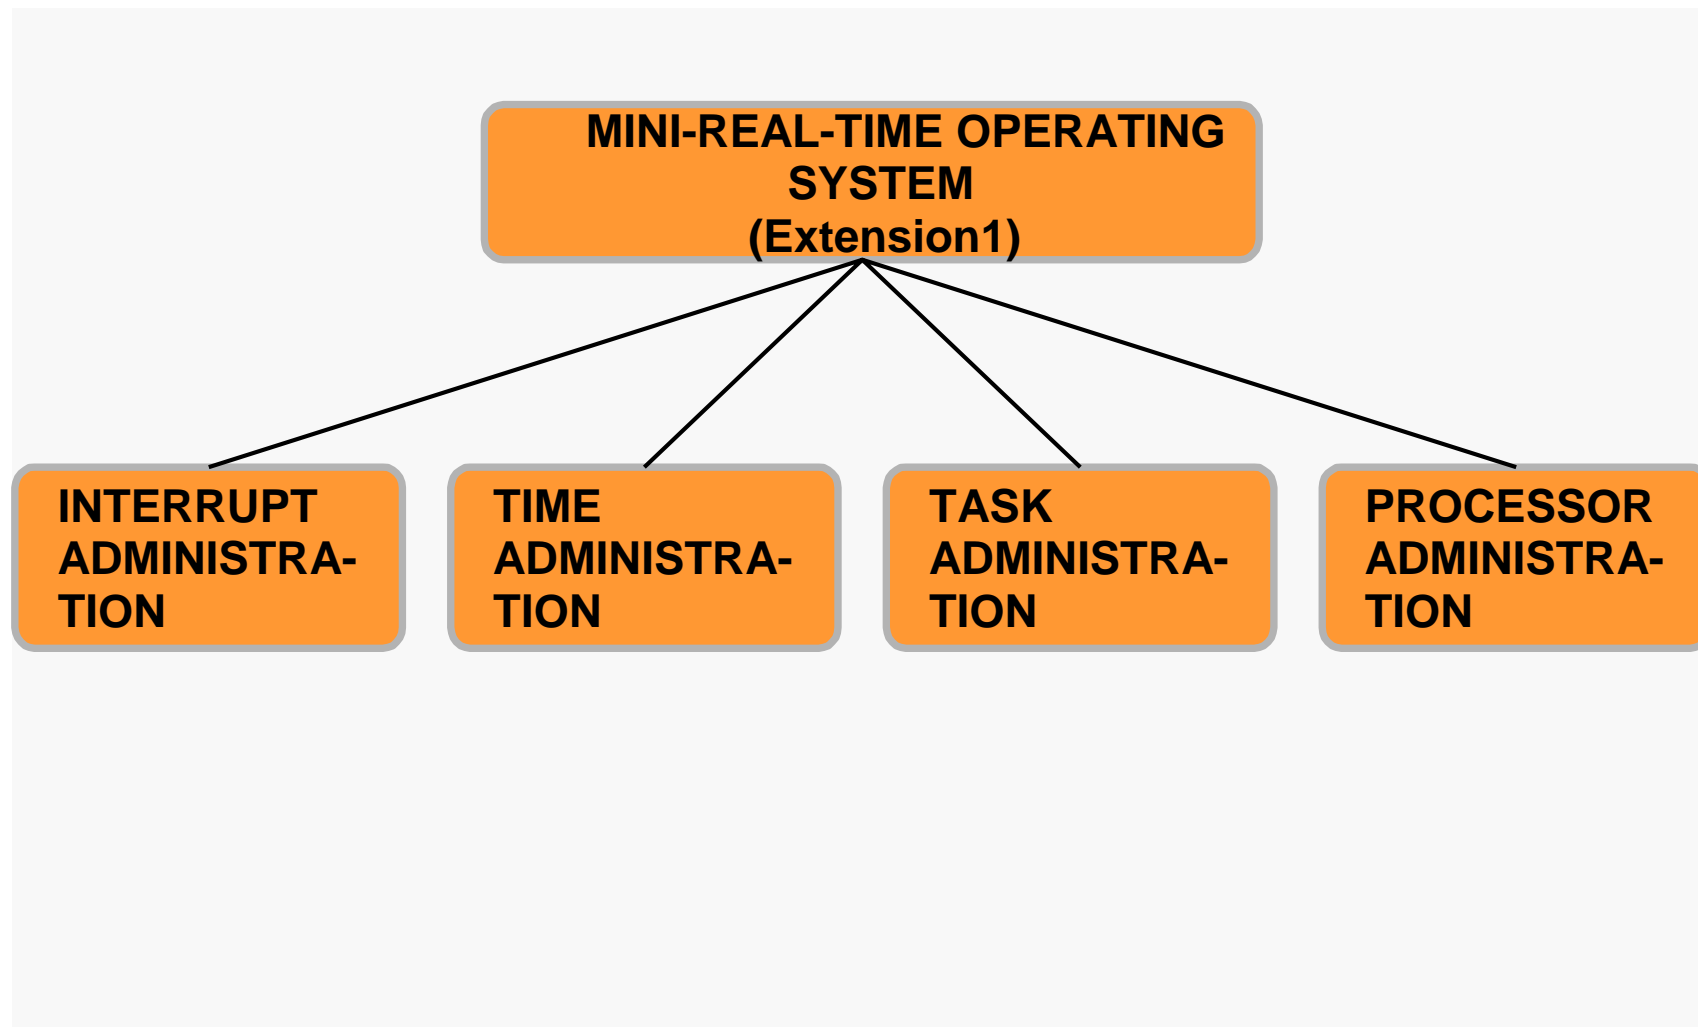 MINI-REAL-TIME OPERATING
SYSTEM
(Extension1)
INTERRUPT
ADMINISTRA-
TION
TIME
ADMINISTRA-
TION
TASK
ADMINISTRA-
TION
PROCESSOR
ADMINISTRA-
TION